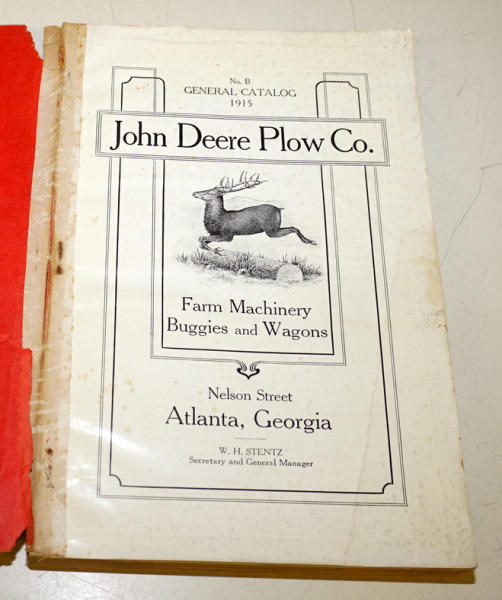 No. B
GENERAL CATALOG
1915
John Deere Plow Co.
Farm Machinery
Buggies and Wagons
Nelson Street
Atlanta, Georgia
W. H. STENTZ
Secretary and General Manager